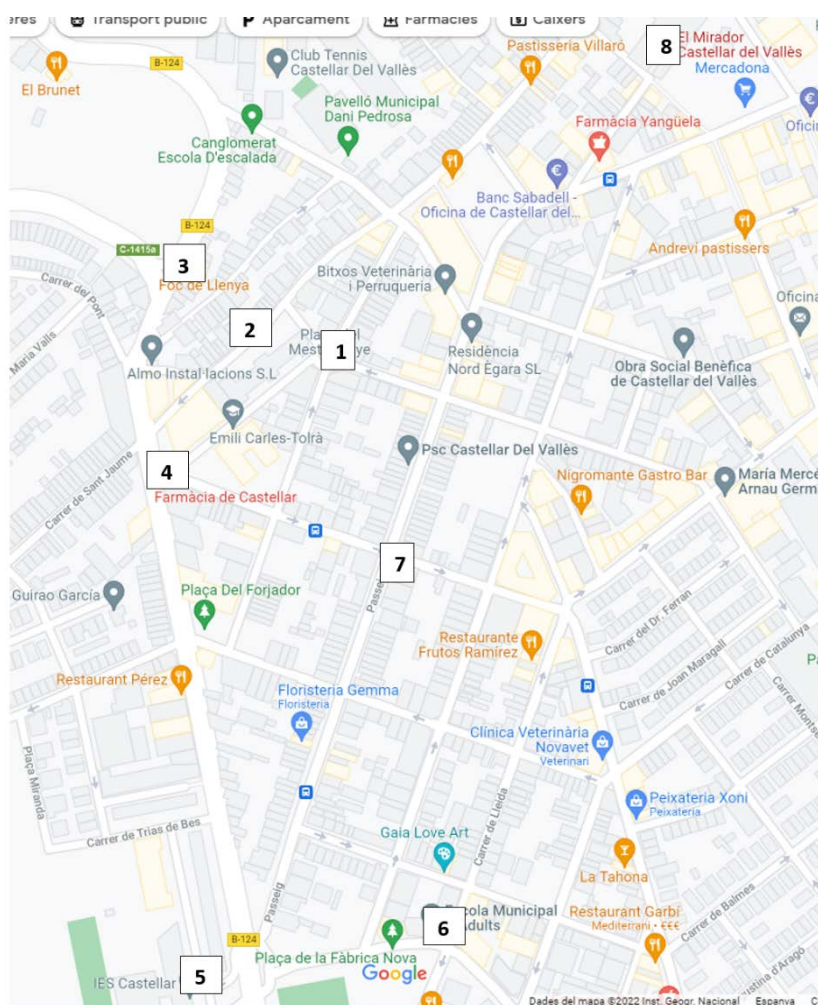 Transport públic
Aparcament
Farmàcies
Caixers
8
El Mirador
Castellar del Vallès
Pastisseria Villaró
Mercadona
B-124
Club Tennis
Castellar Del Vallès
El Brunet
Pavelló Municipal
Dani Pedrosa
Canglomerat
Escola D'escalada
Farmàcia Yangüela
Banc Sabadell -
Oficina de Castellar del...
B-124
Andreví pastissers
C-1415a
3
Foc de Llenya
Carrer del Pont
Bitxos Veterinària
i Perruqueria
2
1
Maria Valls
Almo Instal·lacions S.L
Residència
Nord Ègara SL
Obra Social Benèfica
de Castellar del Vallès
Emili Carles-Tolrà
Psc Castellar Del Vallès
4
Carrer de Sant Jaume
Farmàcia de Castellar
Nigromante Gastro Bar
María Mercé
Arnau Germ
7
Passeig
Guirao García
Plaça Del Forjador
Carrer del Dr. Ferran
Restaurante
Frutos Ramírez
Carrer de Catalunya
Carrer de Joan Maragall
Restaurant Pérez
Floristeria Gemma
Floristeria
Clínica Veterinària
Novavet
Veterinari
Plaça Miranda
Peixateria Xoni
Peixateria
Carrer de Trias de Bes
Gaia Love Art
Carrer de Lleida
La Tahona
Passeig
Carrer de Balmes
Restaurant Garbí
Mediterrani • €€€
6
B-124
Plaça de la Fàbrica Nova
Google
IES Castellar
5
Dades del mapa ©2022 Inst. Geogr. Nacional
Espanya